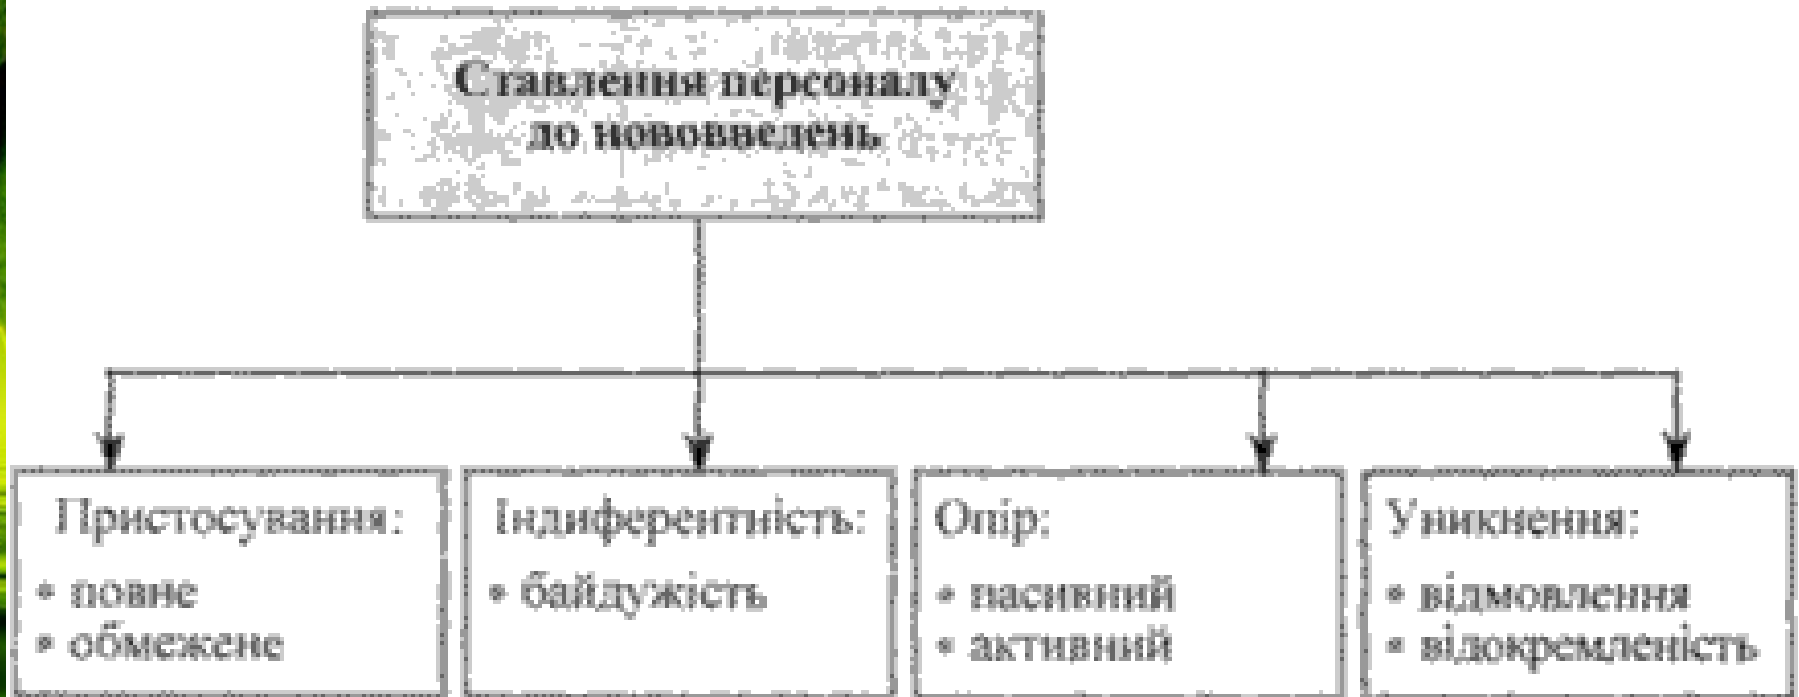 Ставлення персоналу
до нововведень
Пристосування:
• повне
• обмежене
Індиферентність:
• байдужість
Опір:
• пасивний
• активний
Уникнення:
• відмовлення
• відокремленість